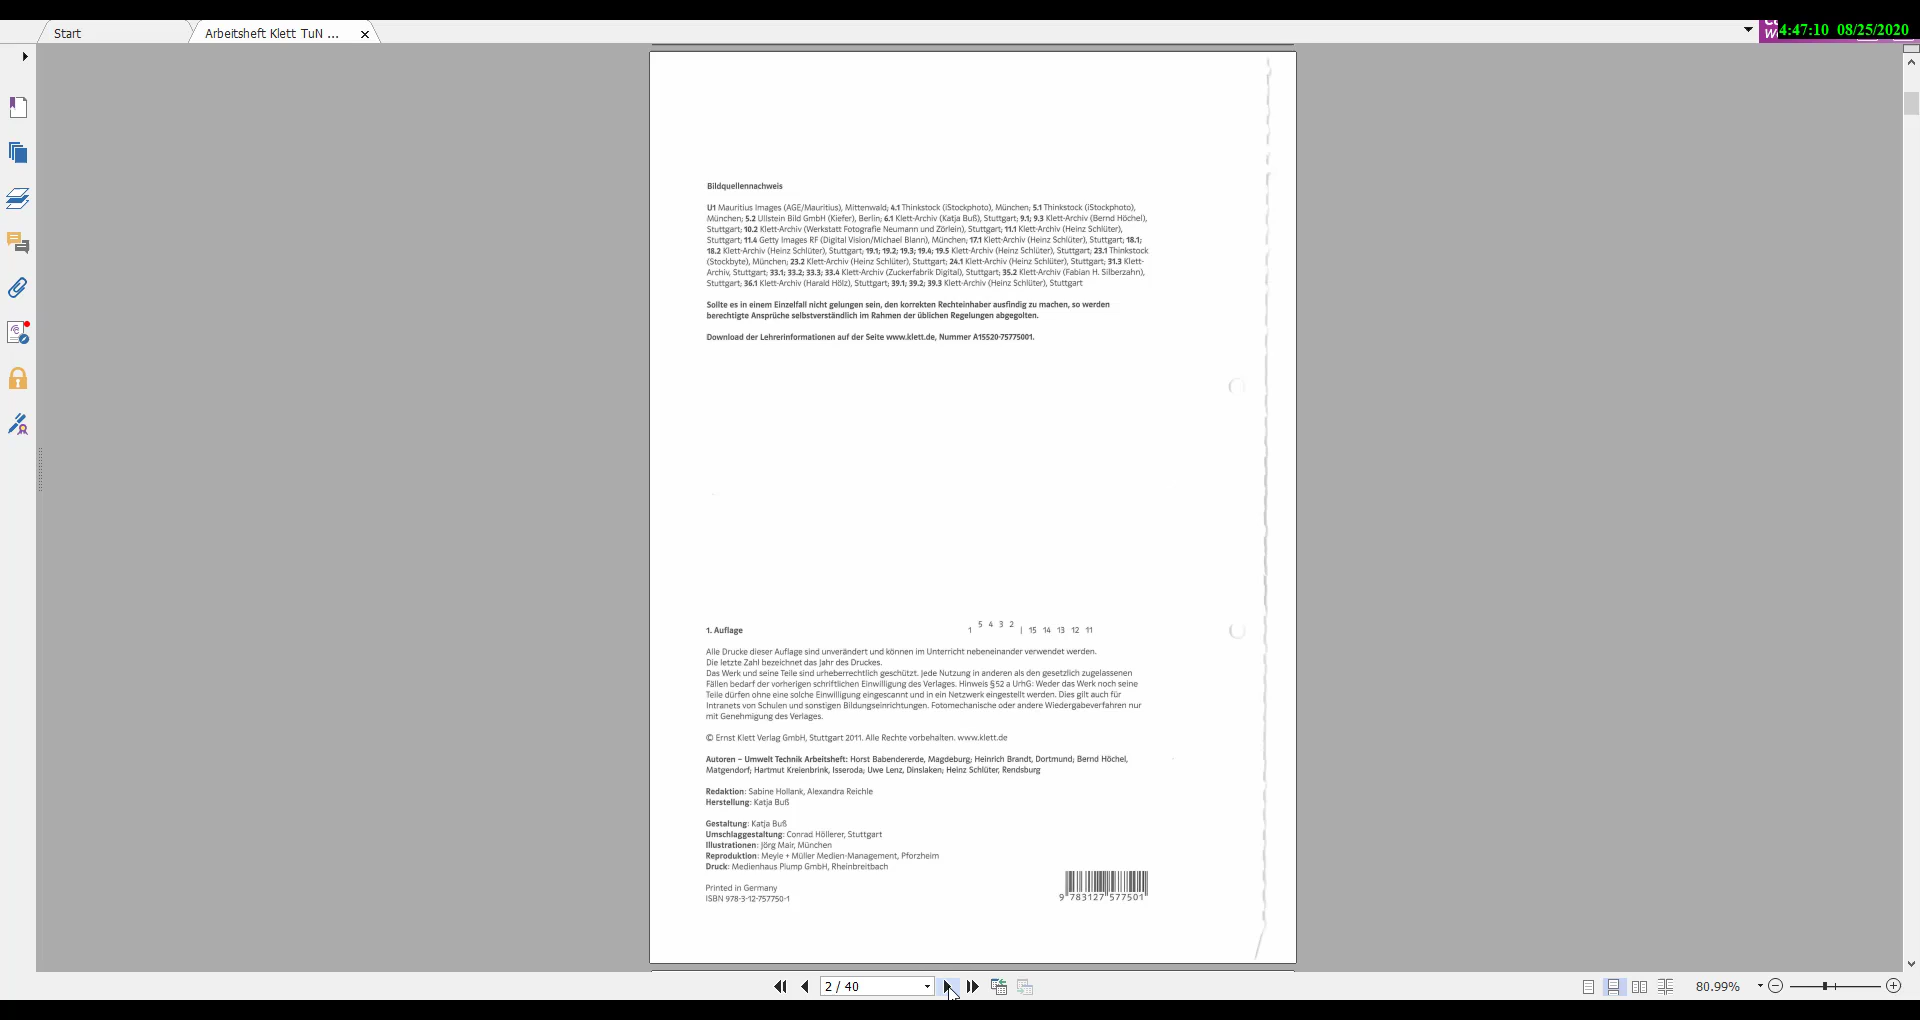 Start
Arbeitsheft Klett TuN ...
4:47:10 08/25/2020
Bildquellennachweis
U1 Mauritius Images (AGE/Mauritius), Mittenwald; 4.1 Thinkstock (iStockphoto), München; 5.1 Thinkstock (iStockphoto),
München; 5.2 Ullstein Bild GmbH (Kiefer), Berlin; 6.1 Klett-Archiv (Katja Buß), Stuttgart; 9.1; 9.3 Klett-Archiv (Bernd Höchel),
Stuttgart; 10.2 Klett-Archiv (Werkstatt Fotografie Neumann und Zörlein), Stuttgart; 11.1 Klett-Archiv (Heinz Schlüter),
Stuttgart; 11.4 Getty Images RF (Digital Vision/Michael Blann), München; 17.1 Klett-Archiv (Heinz Schlüter), Stuttgart; 18.1;
18.2 Klett-Archiv (Heinz Schlüter), Stuttgart; 19.1; 19.2; 19.3; 19.4; 19.5 Klett-Archiv (Heinz Schlüter), Stuttgart; 23.1 Thinkstock
(Stockbyte), München; 23.2 Klett-Archiv (Heinz Schlüter), Stuttgart; 24.1 Klett-Archiv (Heinz Schlüter), Stuttgart; 31.3 Klett-
Archiv, Stuttgart; 33.1; 33.2; 33.3; 33.4 Klett-Archiv (Zuckerfabrik Digital), Stuttgart; 35.2 Klett-Archiv (Fabian H. Silberzahn),
Stuttgart; 36.1 Klett-Archiv (Harald Hölz), Stuttgart; 39.1; 39.2; 39.3 Klett-Archiv (Heinz Schlüter), Stuttgart
Sollte es in einem Einzelfall nicht gelungen sein, den korrekten Rechteinhaber ausfindig zu machen, so werden
berechtigte Ansprüche selbstverständlich im Rahmen der üblichen Regelungen abgegolten.
Download der Lehrerinformationen auf der Seite www.klett.de, Nummer A15520-75775001.
1. Auflage 1 5 4 3 2 | 15 14 13 12 11
Alle Drucke dieser Auflage sind unverändert und können im Unterricht nebeneinander verwendet werden.
Die letzte Zahl bezeichnet das Jahr des Druckes.
Das Werk und seine Teile sind urheberrechtlich geschützt. Jede Nutzung in anderen als den gesetzlich zugelassenen
Fällen bedarf der vorherigen schriftlichen Einwilligung des Verlages. Hinweis §52 a UrhG: Weder das Werk noch seine
Teile dürfen ohne eine solche Einwilligung eingescannt und in ein Netzwerk eingestellt werden. Dies gilt auch für
Intranets von Schulen und sonstigen Bildungseinrichtungen. Fotomechanische oder andere Wiedergabeverfahren nur
mit Genehmigung des Verlages.
© Ernst Klett Verlag GmbH, Stuttgart 2011. Alle Rechte vorbehalten. www.klett.de
Autoren – Umwelt Technik Arbeitsheft: Horst Babendererde, Magdeburg; Heinrich Brandt, Dortmund; Bernd Höchel,
Matgendorf; Hartmut Kreienbrink, Isseroda; Uwe Lenz, Dinslaken; Heinz Schlüter, Rendsburg
Redaktion: Sabine Hollank, Alexandra Reichle
Herstellung: Katja Buß
Gestaltung: Katja Buß
Umschlaggestaltung: Conrad Höllerer, Stuttgart
Illustrationen: Jörg Mair, München
Reproduktion: Meyle + Müller Medien-Management, Pforzheim
Druck: Medienhaus Plump GmbH, Rheinbreitbach
Printed in Germany
ISBN 978-3-12-757750-1
9 783127 577501
2 / 40
80.99%